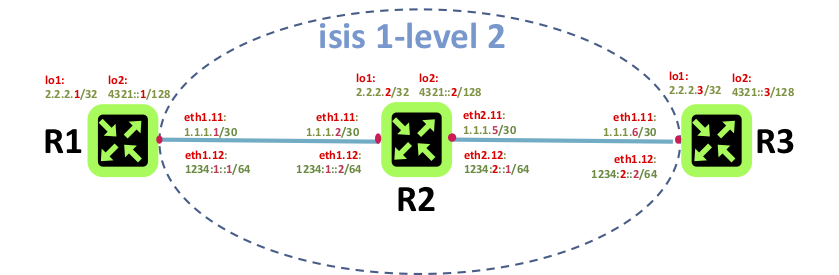 isis 1-level 2
lo1: lo2:
2.2.2.1/32 4321::1/128
lo1: lo2:
2.2.2.2/32 4321::2/128
lo1: lo2:
2.2.2.3/32 4321::3/128
R1
eth1.11:
1.1.1.1/30
eth1.12:
1234:1::1/64
eth1.11:
1.1.1.2/30
eth1.12:
1234:1::2/64
R2
eth2.11:
1.1.1.5/30
eth2.12:
1234:2::1/64
eth1.11:
1.1.1.6/30
eth1.12:
1234:2::2/64
R3